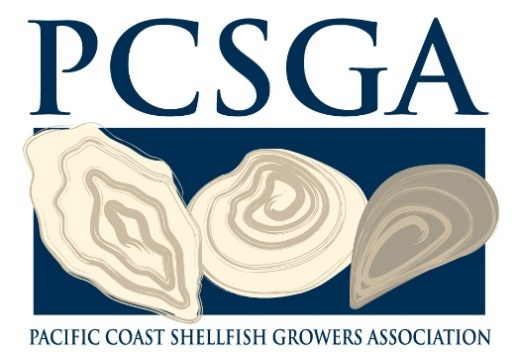 PCSGA
PACIFIC COAST SHELLFISH GROWERS ASSOCIATION